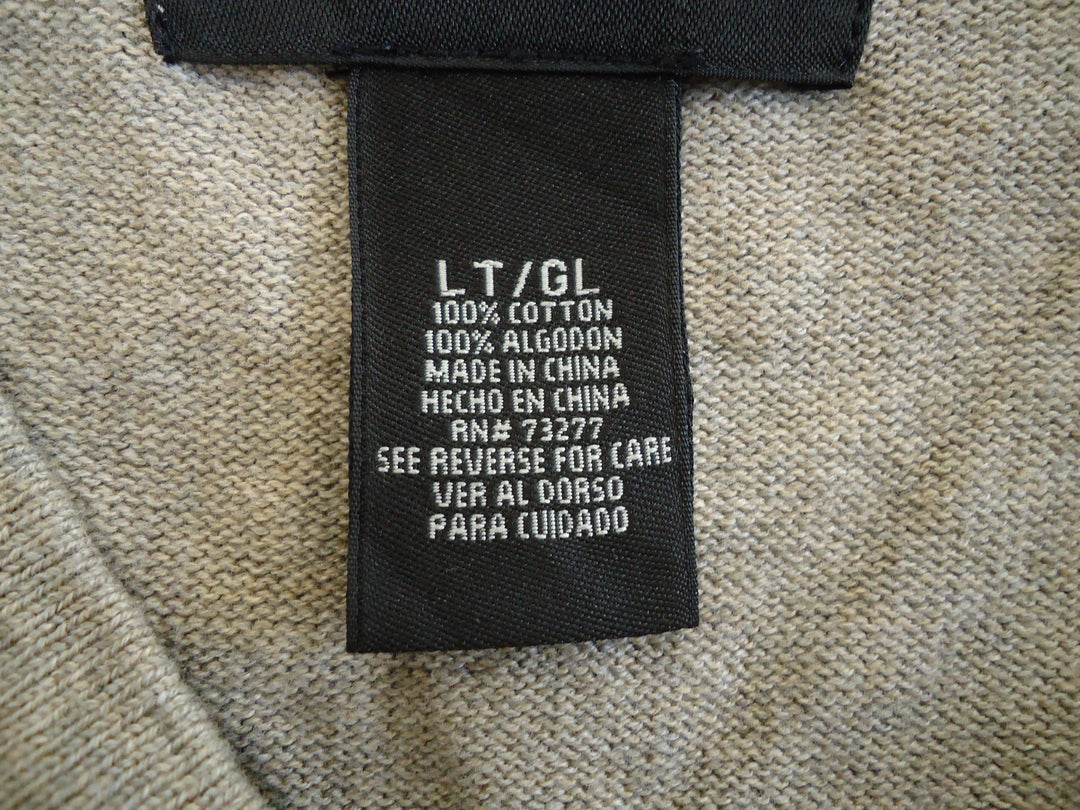 LT/GL
100% COTTON
100% ALGODON
MADE IN CHINA
HECHO EN CHINA
RN# 73277
SEE REVERSE FOR CARE
VER AL DORSO
PARA CUIDADO